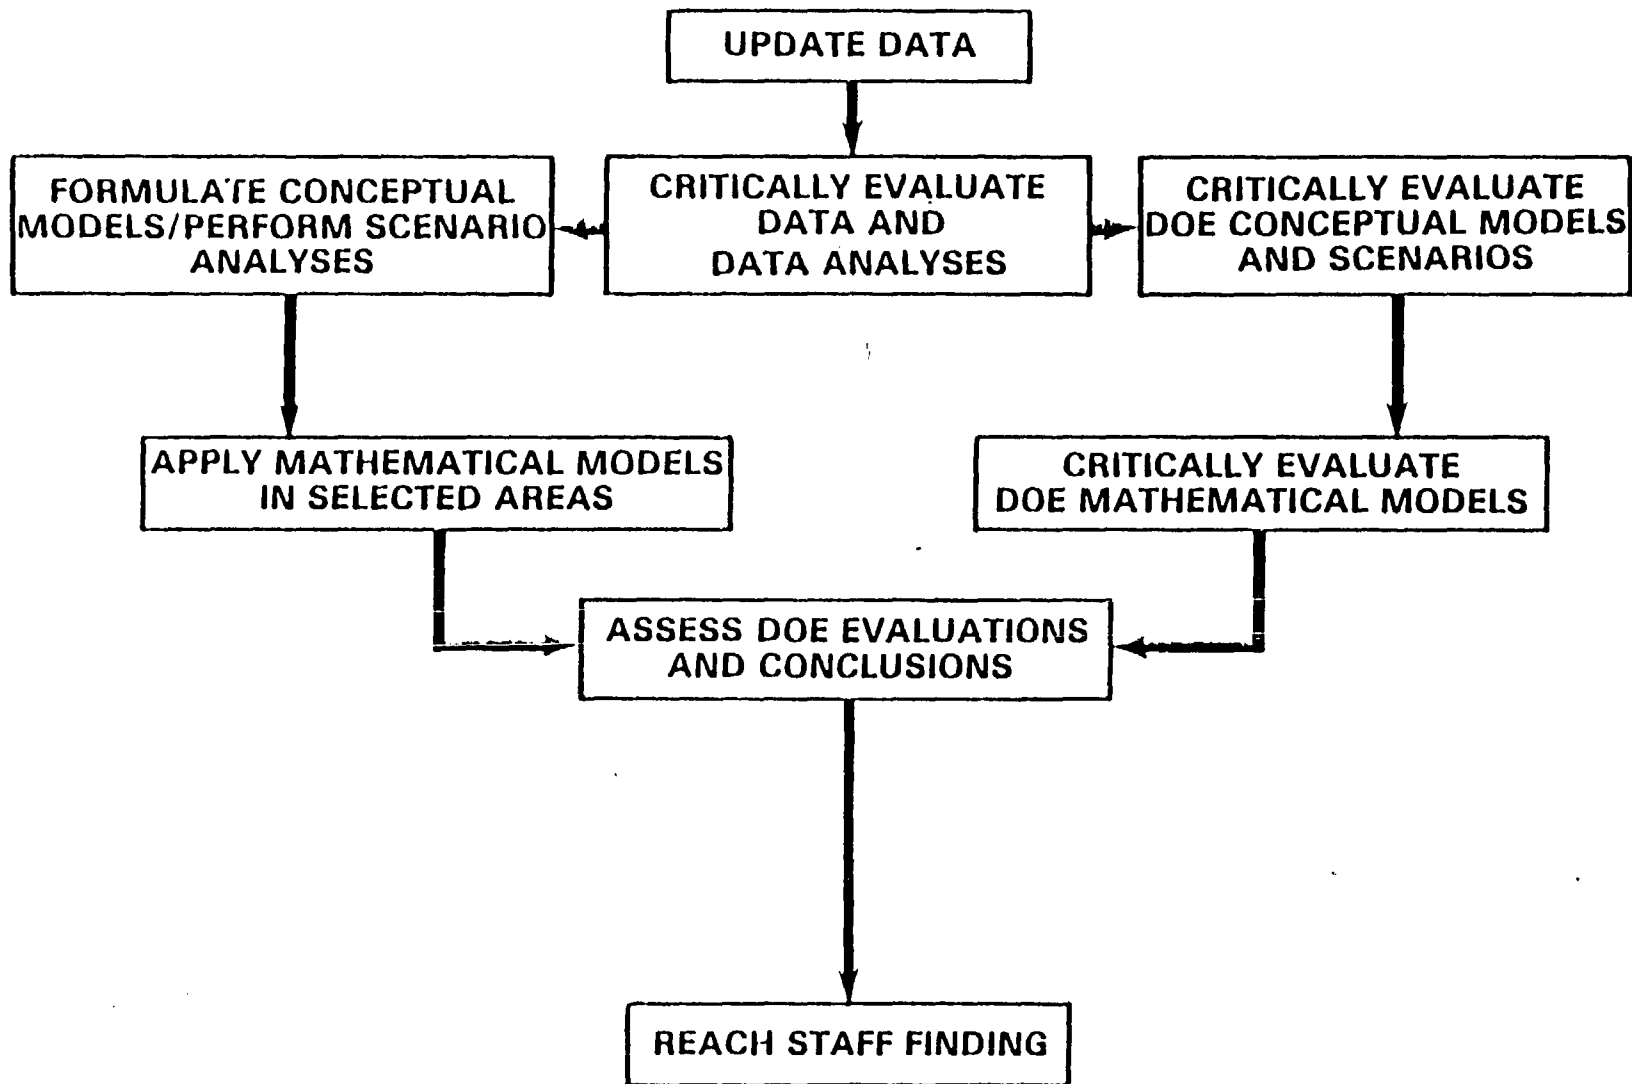 UPDATE DATA
FORMULATE CONCEPTUAL
MODELS/PERFORM SCENARIO
ANALYSES
CRITICALLY EVALUATE
DATA AND
DATA ANALYSES
CRITICALLY EVALUATE
DOE CONCEPTUAL MODELS
AND SCENARIOS
APPLY MATHEMATICAL MODELS
IN SELECTED AREAS
CRITICALLY EVALUATE
DOE MATHEMATICAL MODELS
ASSESS DOE EVALUATIONS
AND CONCLUSIONS
REACH STAFF FINDING